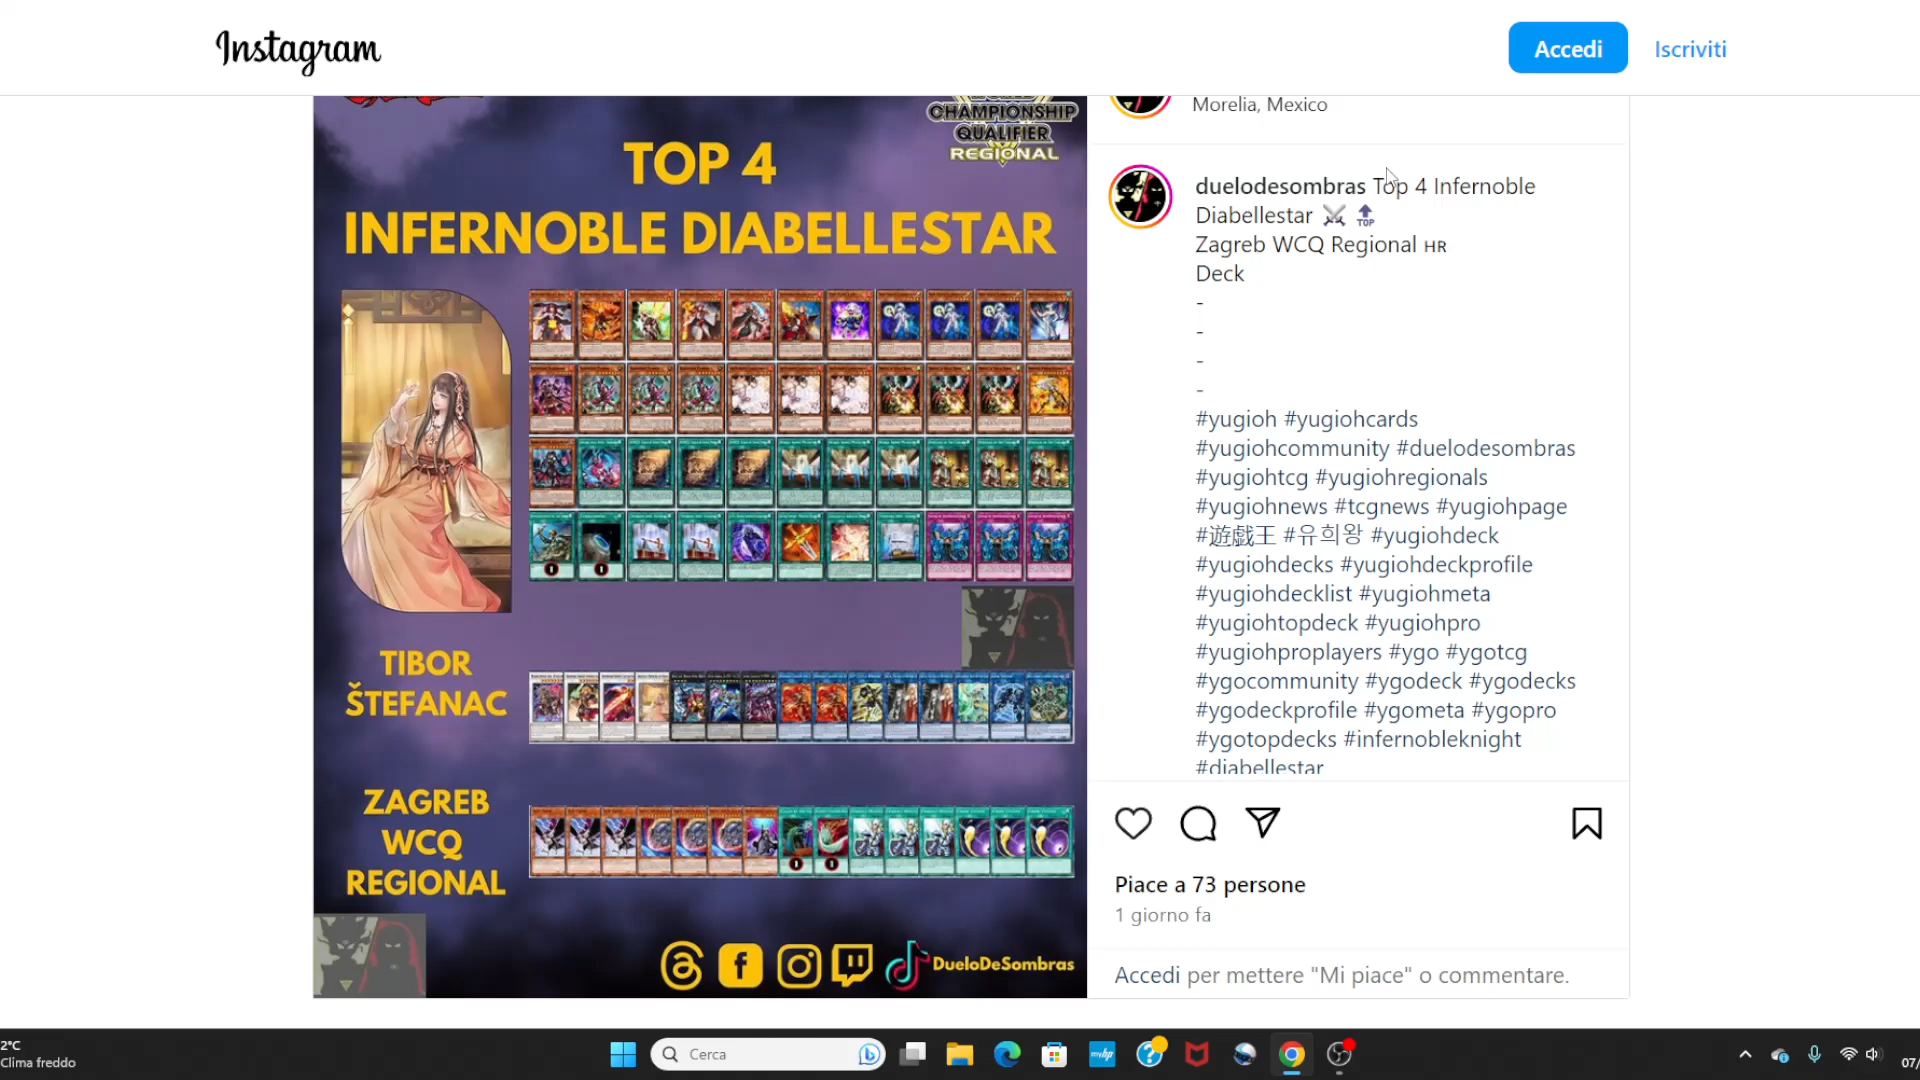 Instagram
Accedi
Iscriviti
CHAMPIONSHIP
QUALIFIER
REGIONAL
TOP 4
INFERNOBLE DIABELLESTAR
TIBOR
ŠTEFANAC
ZAGREB
WCQ
REGIONAL
DueloDeSombras
Morelia, Mexico
duelodesombras Top 4 Infernoble
Diabellestar ⚔️ 🔝
Zagreb WCQ Regional HR
Deck
-
-
-
-
#yugioh #yugiohcards
#yugiohcommunity #duelodesombras
#yugiohtcg #yugiohregionals
#yugiohnews #tcgnews #yugiohpage
#遊戯王 #유희왕 #yugiohdeck
#yugiohdecks #yugiohdeckprofile
#yugiohdecklist #yugiohmeta
#yugiohtopdeck #yugiohpro
#yugiohproplayers #ygo #ygotcg
#ygocommunity #ygodeck #ygodecks
#ygodeckprofile #ygometa #ygopro
#ygotopdecks #infernobleknight
#diabellestar
Piace a 73 persone
1 giorno fa
Accedi per mettere "Mi piace" o commentare.
2°C
Clima freddo
Cerca
07/